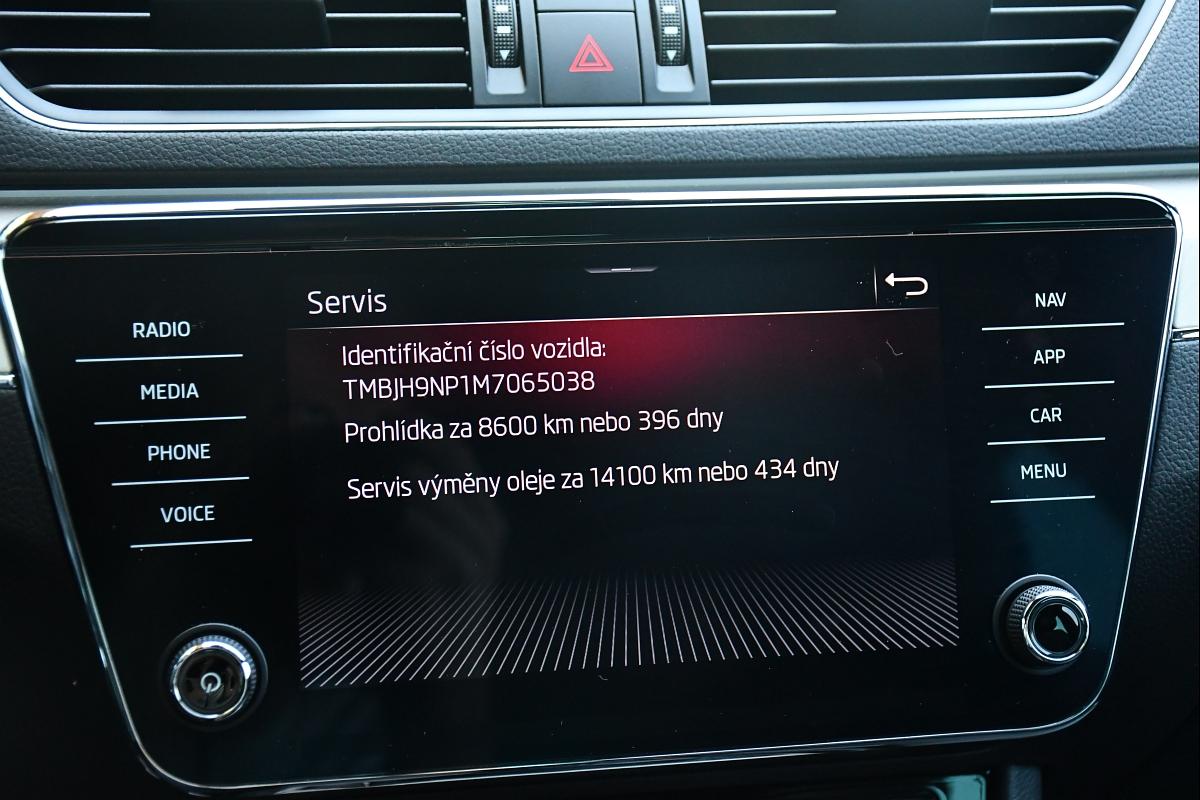 Servis
RADIO
MEDIA
PHONE
VOICE
Identifikační číslo vozidla:
TMBJH9NP1M7065038
Prohlídka za 8600 km nebo 396 dny
Servis výměny oleje za 14100 km nebo 434 dny
NAV
APP
CAR
MENU